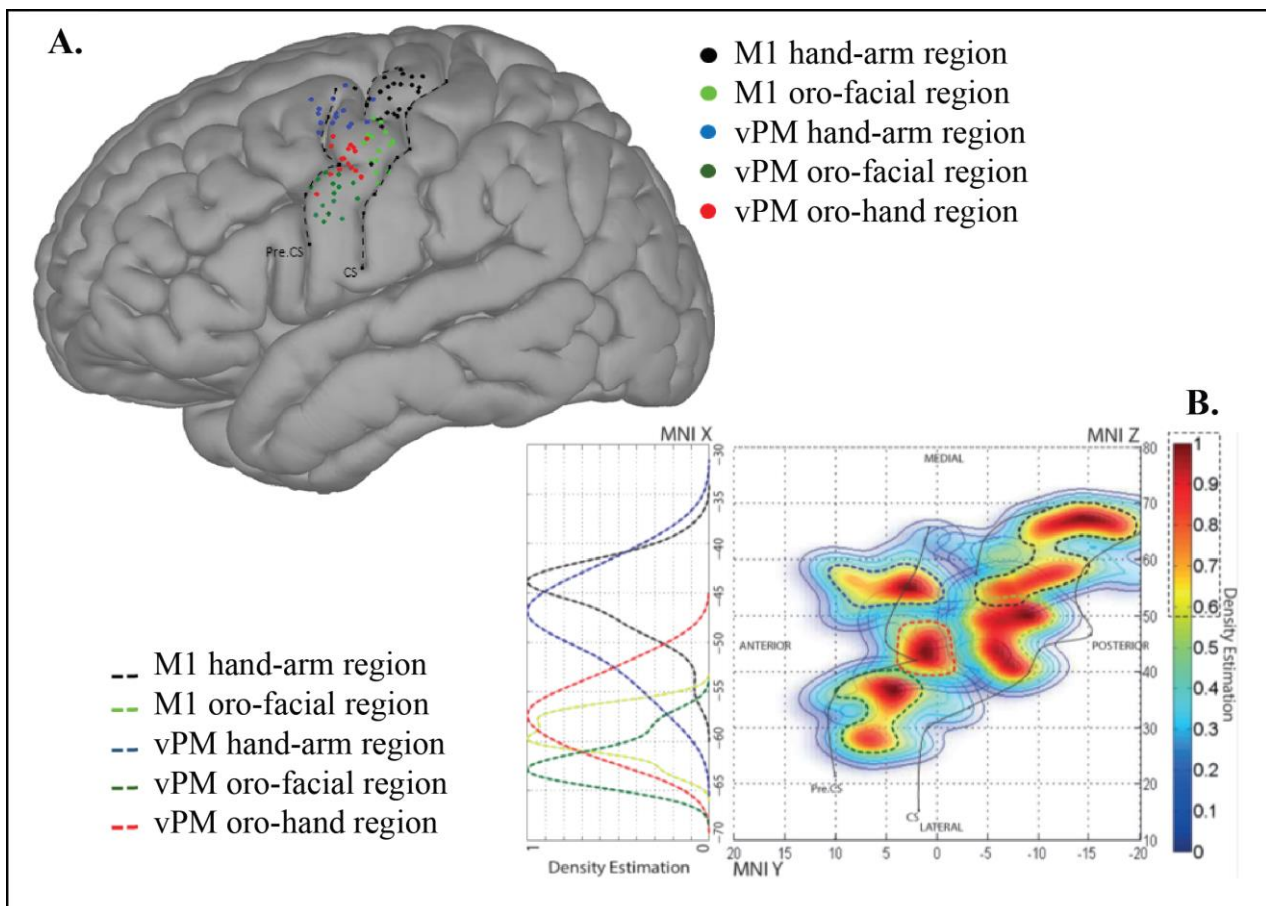 A.
M1 hand-arm region
M1 oro-facial region
vPM hand-arm region
vPM oro-facial region
vPM oro-hand region
Pre.CS
CS
B.
MNI X
-30
-35
-40
-45
-50
-55
-60
-65
-70
1
0
Density Estimation
M1 hand-arm region
M1 oro-facial region
vPM hand-arm region
vPM oro-facial region
vPM oro-hand region
MNI Z
MEDIAL
ANTERIOR
POSTERIOR
LATERAL
Pre.CS
CS
80
70
60
50
40
30
20
10
20
15
10
5
0
-5
-10
-15
-20
MNI Y
1
0.9
0.8
0.7
0.6
0.5
0.4
0.3
0.2
0.1
0
Density Estimation